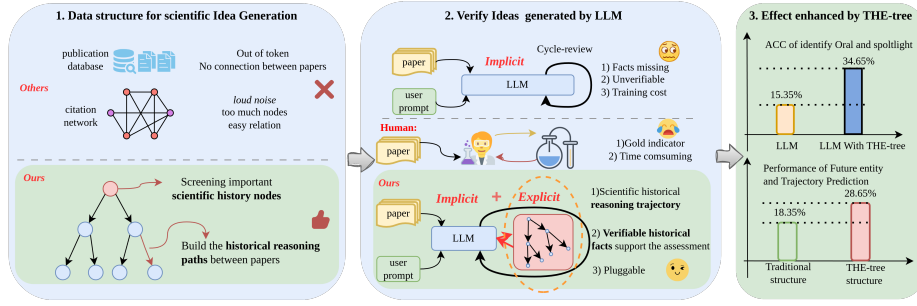 1. Data structure for scientific Idea Generation
publication
database
Out of token
No connection between papers
Others
citation
network
loud noise
too much nodes
easy relation
Ours
Screening important
scientific history nodes
Build the historical reasoning
paths between papers
2. Verify Ideas generated by LLM
paper
user
prompt
Implicit
LLM
Cycle-review
1) Facts missing
2) Unverifiable
3) Training cost
Human:
paper
1)Gold indicator
2) Time comsuming
Ours
paper
user
prompt
Implicit + Explicit
LLM
1)Scientific historical
reasoning trajectory
2) Verifiable historical
facts support the assessment
3) Pluggable
3. Effect enhanced by THE-tree
ACC of identify Oral and spoltlight
34.65%
15.35%
LLM
LLM With THE-tree
Performance of Future entity
and Trajectory Prediction
28.65%
18.35%
Traditional
structure
THE-tree
structure